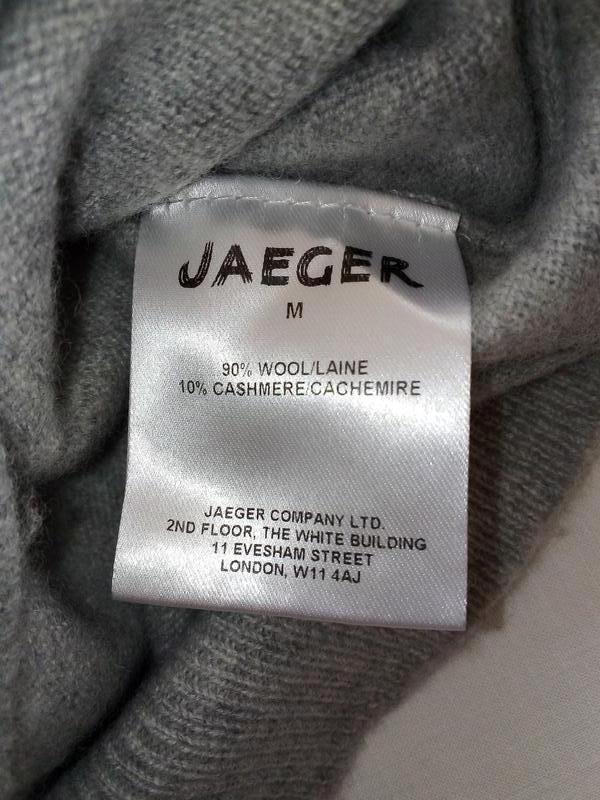 JAEGER
M
90% WOOL/LAINE
10% CASHMERE/CACHEMIRE
JAEGER COMPANY LTD.
2ND FLOOR, THE WHITE BUILDING
11 EVESHAM STREET
LONDON, W11 4AJ